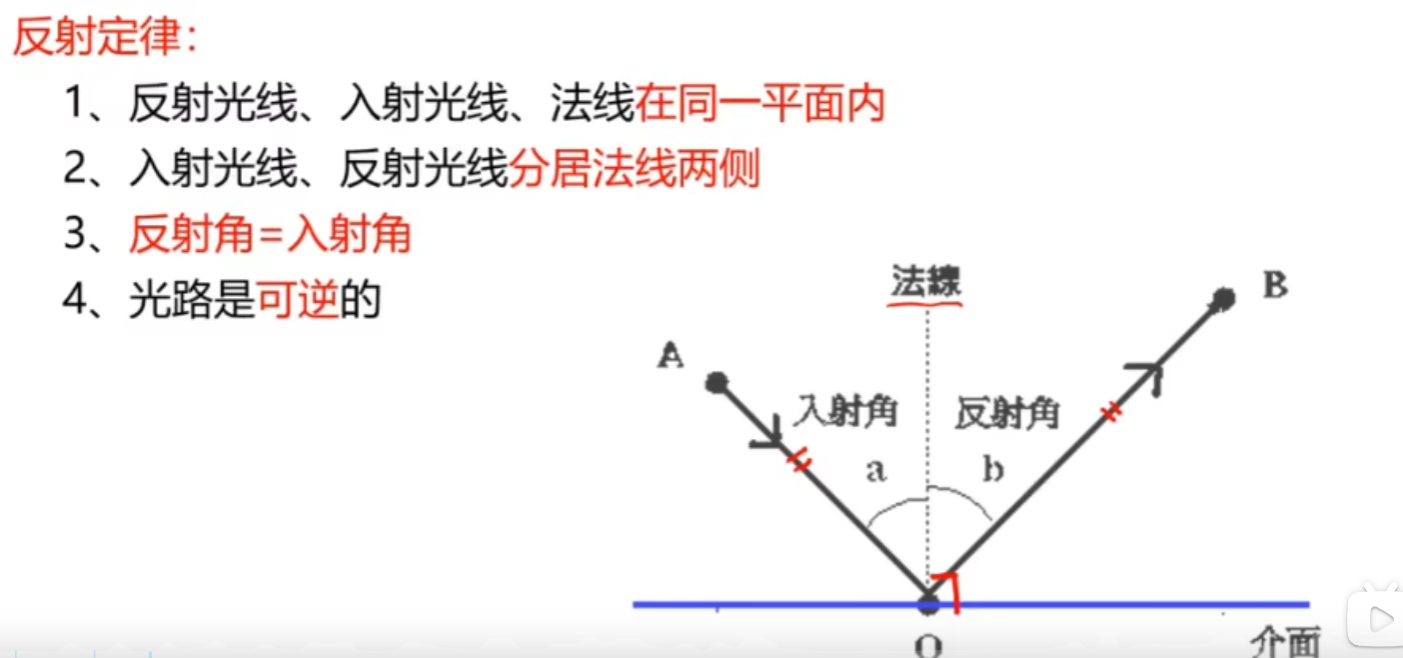 反射定律：
1、反射光线、入射光线、法线在同一平面内
2、入射光线、反射光线分居法线两侧
3、反射角=入射角
4、光路是可逆的
法線
B
A
入射角
反射角
a
b
O
介面